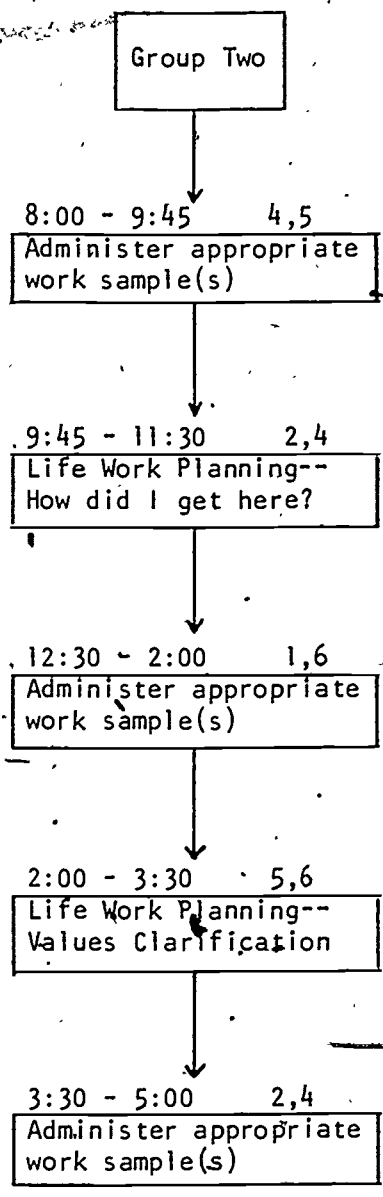 Group Two
8:00 - 9:45 4,5
Administer appropriate
work sample(s)
9:45 - 11:30 2,4
Life Work Planning--
How did I get here?
12:30 - 2:00 1,6
Administer appropriate
work sample(s)
2:00 - 3:30 5,6
Life Work Planning--
Values Clarification
3:30 - 5:00 2,4
Administer appropriate
work sample(s)